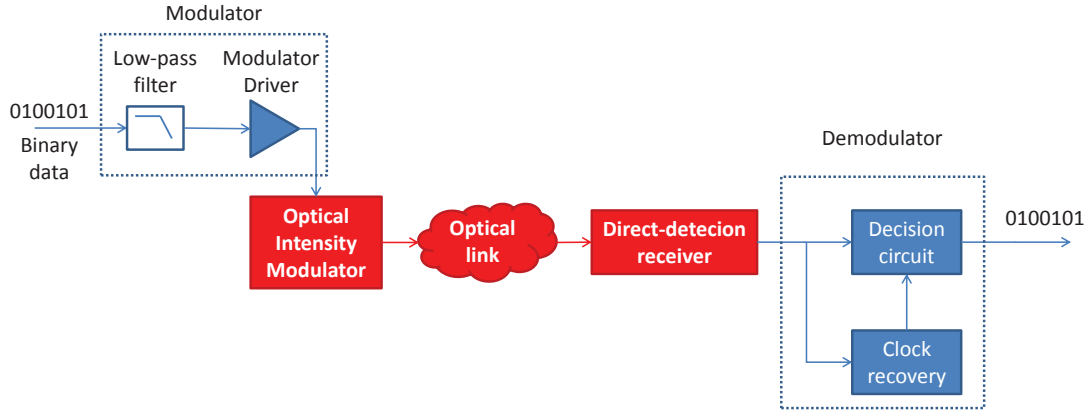 Modulator
Low-pass
filter
Modulator
Driver
0100101
Binary
data
Optical
Intensity
Modulator
Optical
link
Direct-detecion
receiver
Demodulator
Decision
circuit
0100101
Clock
recovery